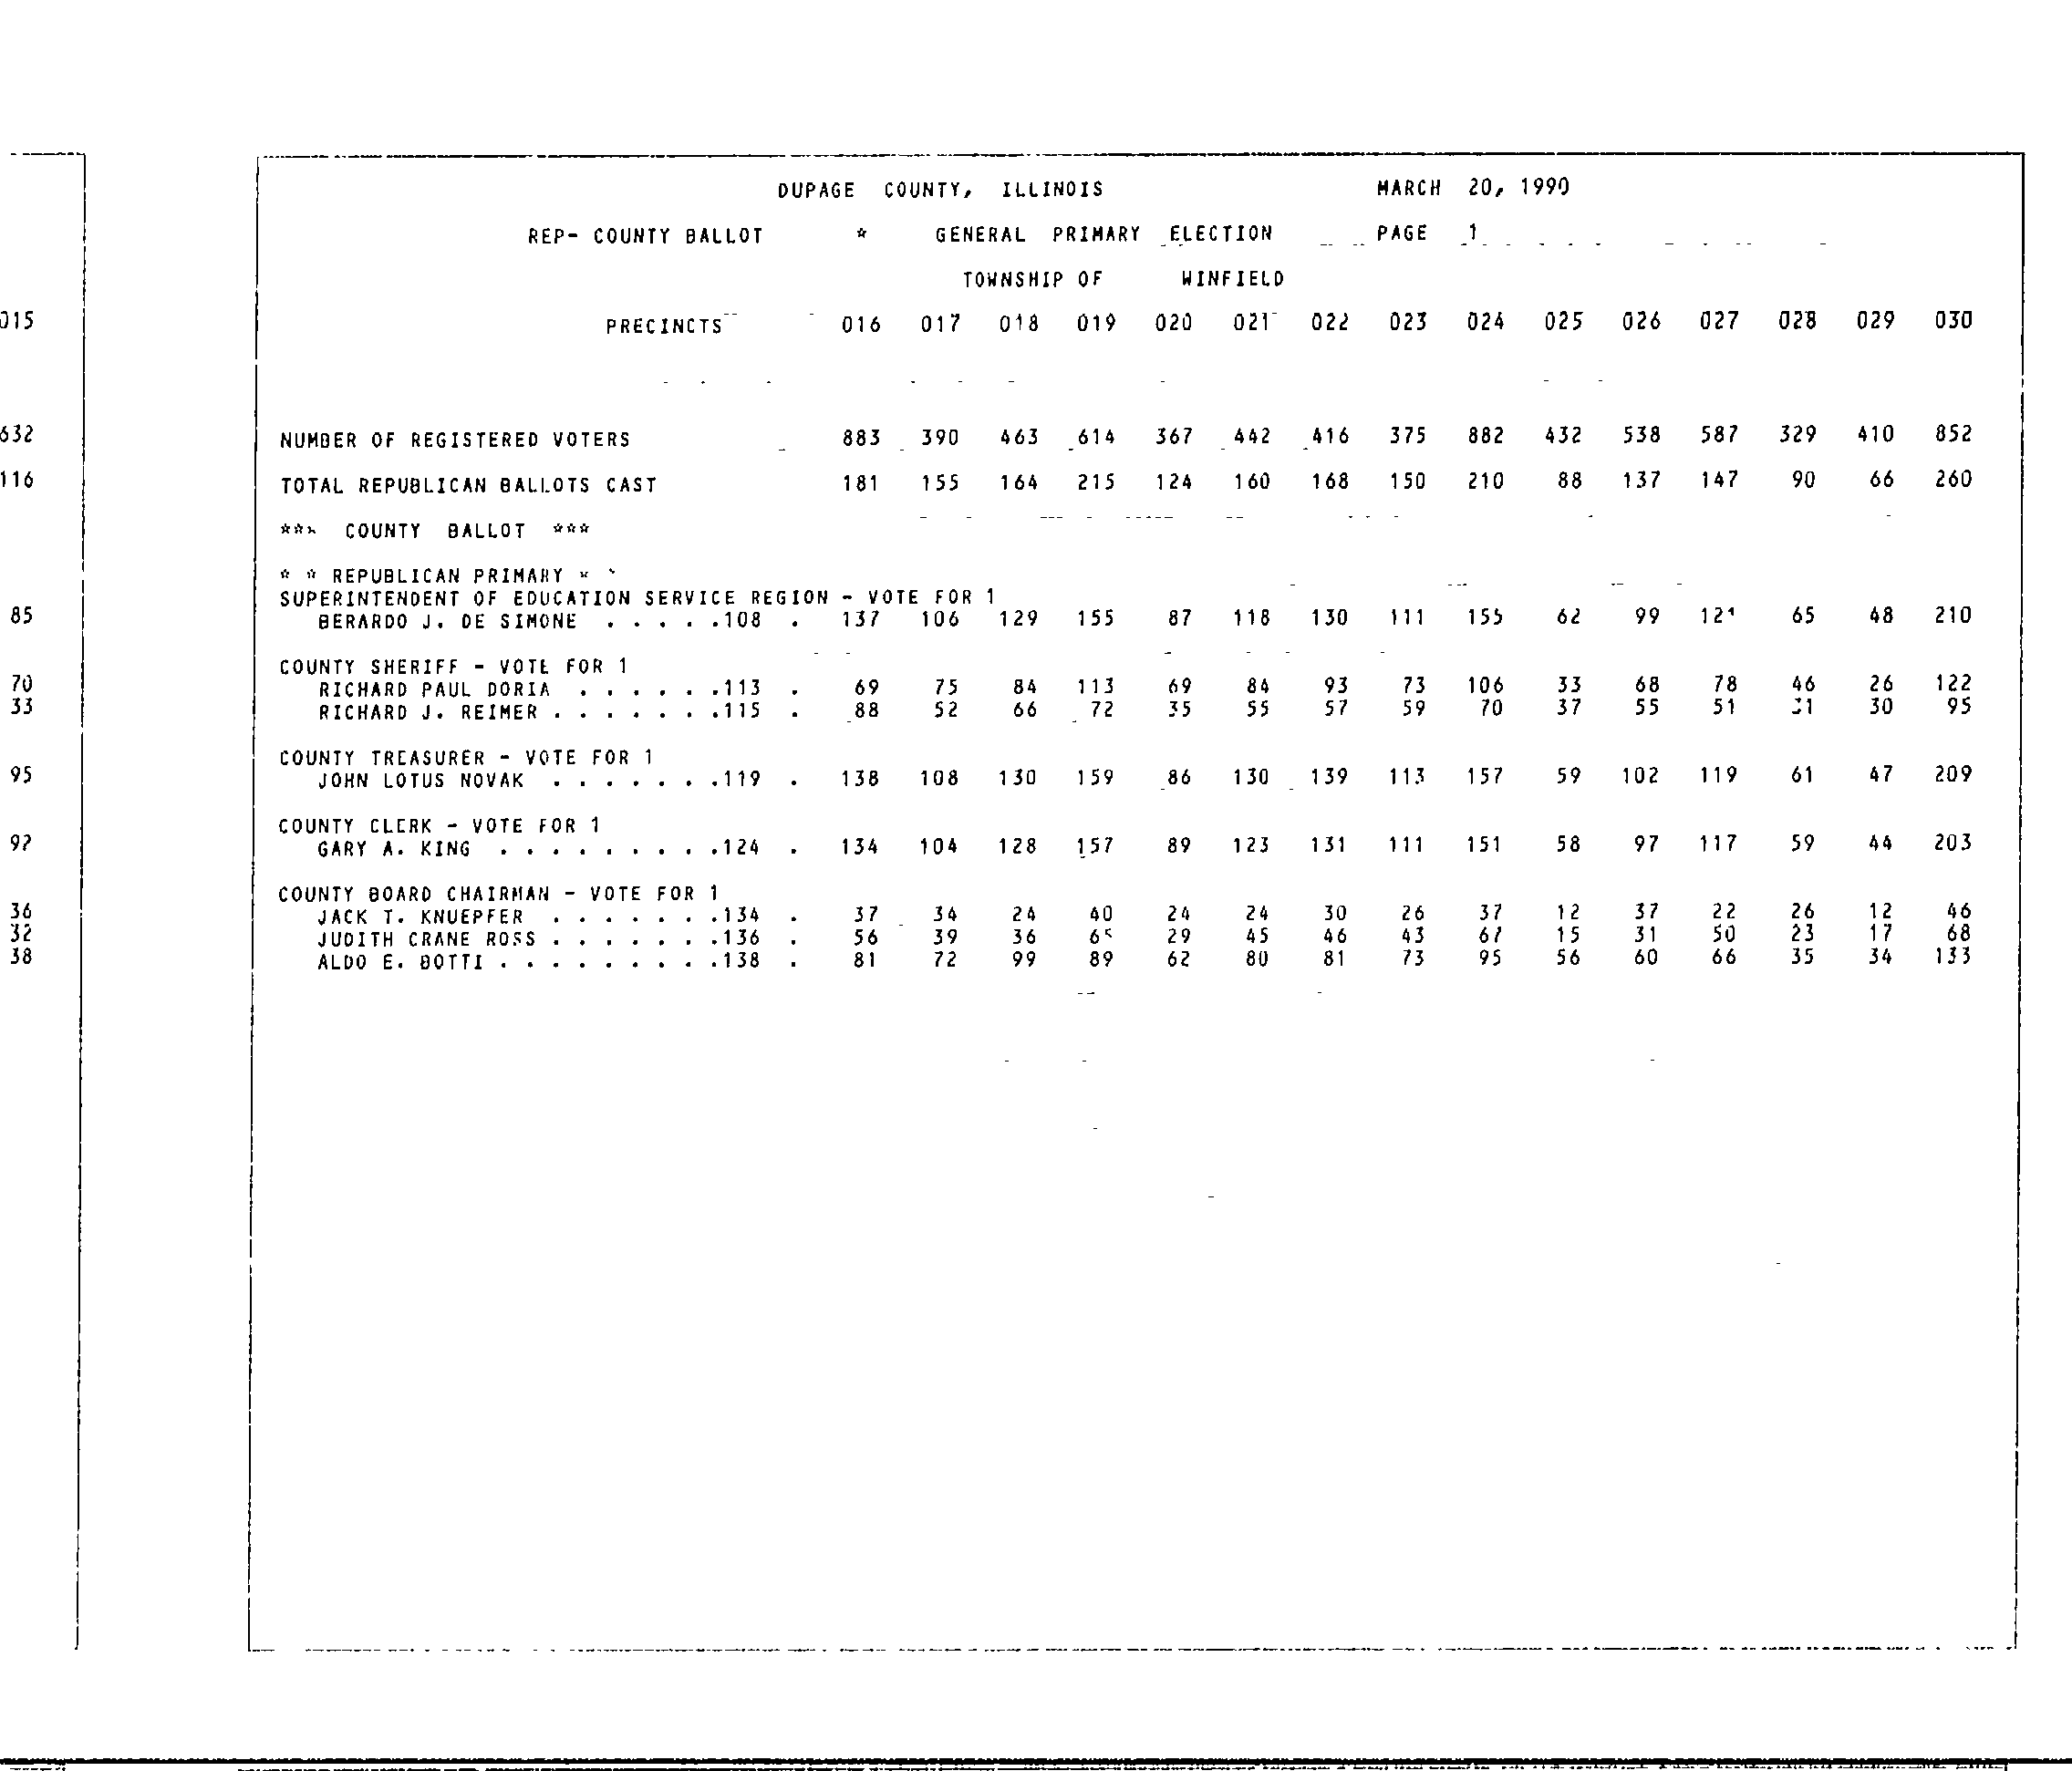 DUPAGE COUNTY, ILLINOIS MARCH 20, 1990
REP- COUNTY BALLOT * GENERAL PRIMARY ELECTION PAGE 1
TOWNSHIP OF WINFIELD
015
PRECINCTS 016 017 018 019 020 021 022 023 024 025 026 027 028 029 030
632
NUMBER OF REGISTERED VOTERS 883 390 463 614 367 442 416 375 882 432 538 587 329 410 852
116
TOTAL REPUBLICAN BALLOTS CAST 181 155 164 215 124 160 168 150 210 88 137 147 90 66 260
*** COUNTY BALLOT ***
* * REPUBLICAN PRIMARY * *
SUPERINTENDENT OF EDUCATION SERVICE REGION - VOTE FOR 1
85
BERARDO J. DE SIMONE . . . . .108 . 137 106 129 155 87 118 130 111 155 62 99 121 65 48 210
COUNTY SHERIFF - VOTE FOR 1
70
RICHARD PAUL DORIA . . . . . .113 . 69 75 84 113 69 84 93 73 106 33 68 78 46 26 122
33
RICHARD J. REIMER . . . . . . .115 . 88 52 66 72 35 55 57 59 70 37 55 51 30 95
COUNTY TREASURER - VOTE FOR 1
95
JOHN LOTUS NOVAK . . . . . . .119 . 138 108 130 159 86 130 139 113 157 59 102 119 61 47 209
COUNTY CLERK - VOTE FOR 1
92
GARY A. KING . . . . . . . . .124 . 134 104 128 157 89 123 131 111 151 58 97 117 59 44 203
COUNTY BOARD CHAIRMAN - VOTE FOR 1
36
JACK T. KNUEPFER . . . . . . .134 . 37 34 24 40 24 24 30 26 37 12 37 22 26 12 46
32
JUDITH CRANE ROSS . . . . . . .136 . 56 39 36 29 45 46 43 67 15 31 50 23 17 68
38
ALDO E. BOTTI . . . . . . . . .138 . 81 72 99 89 62 80 81 73 95 56 60 66 35 34 133